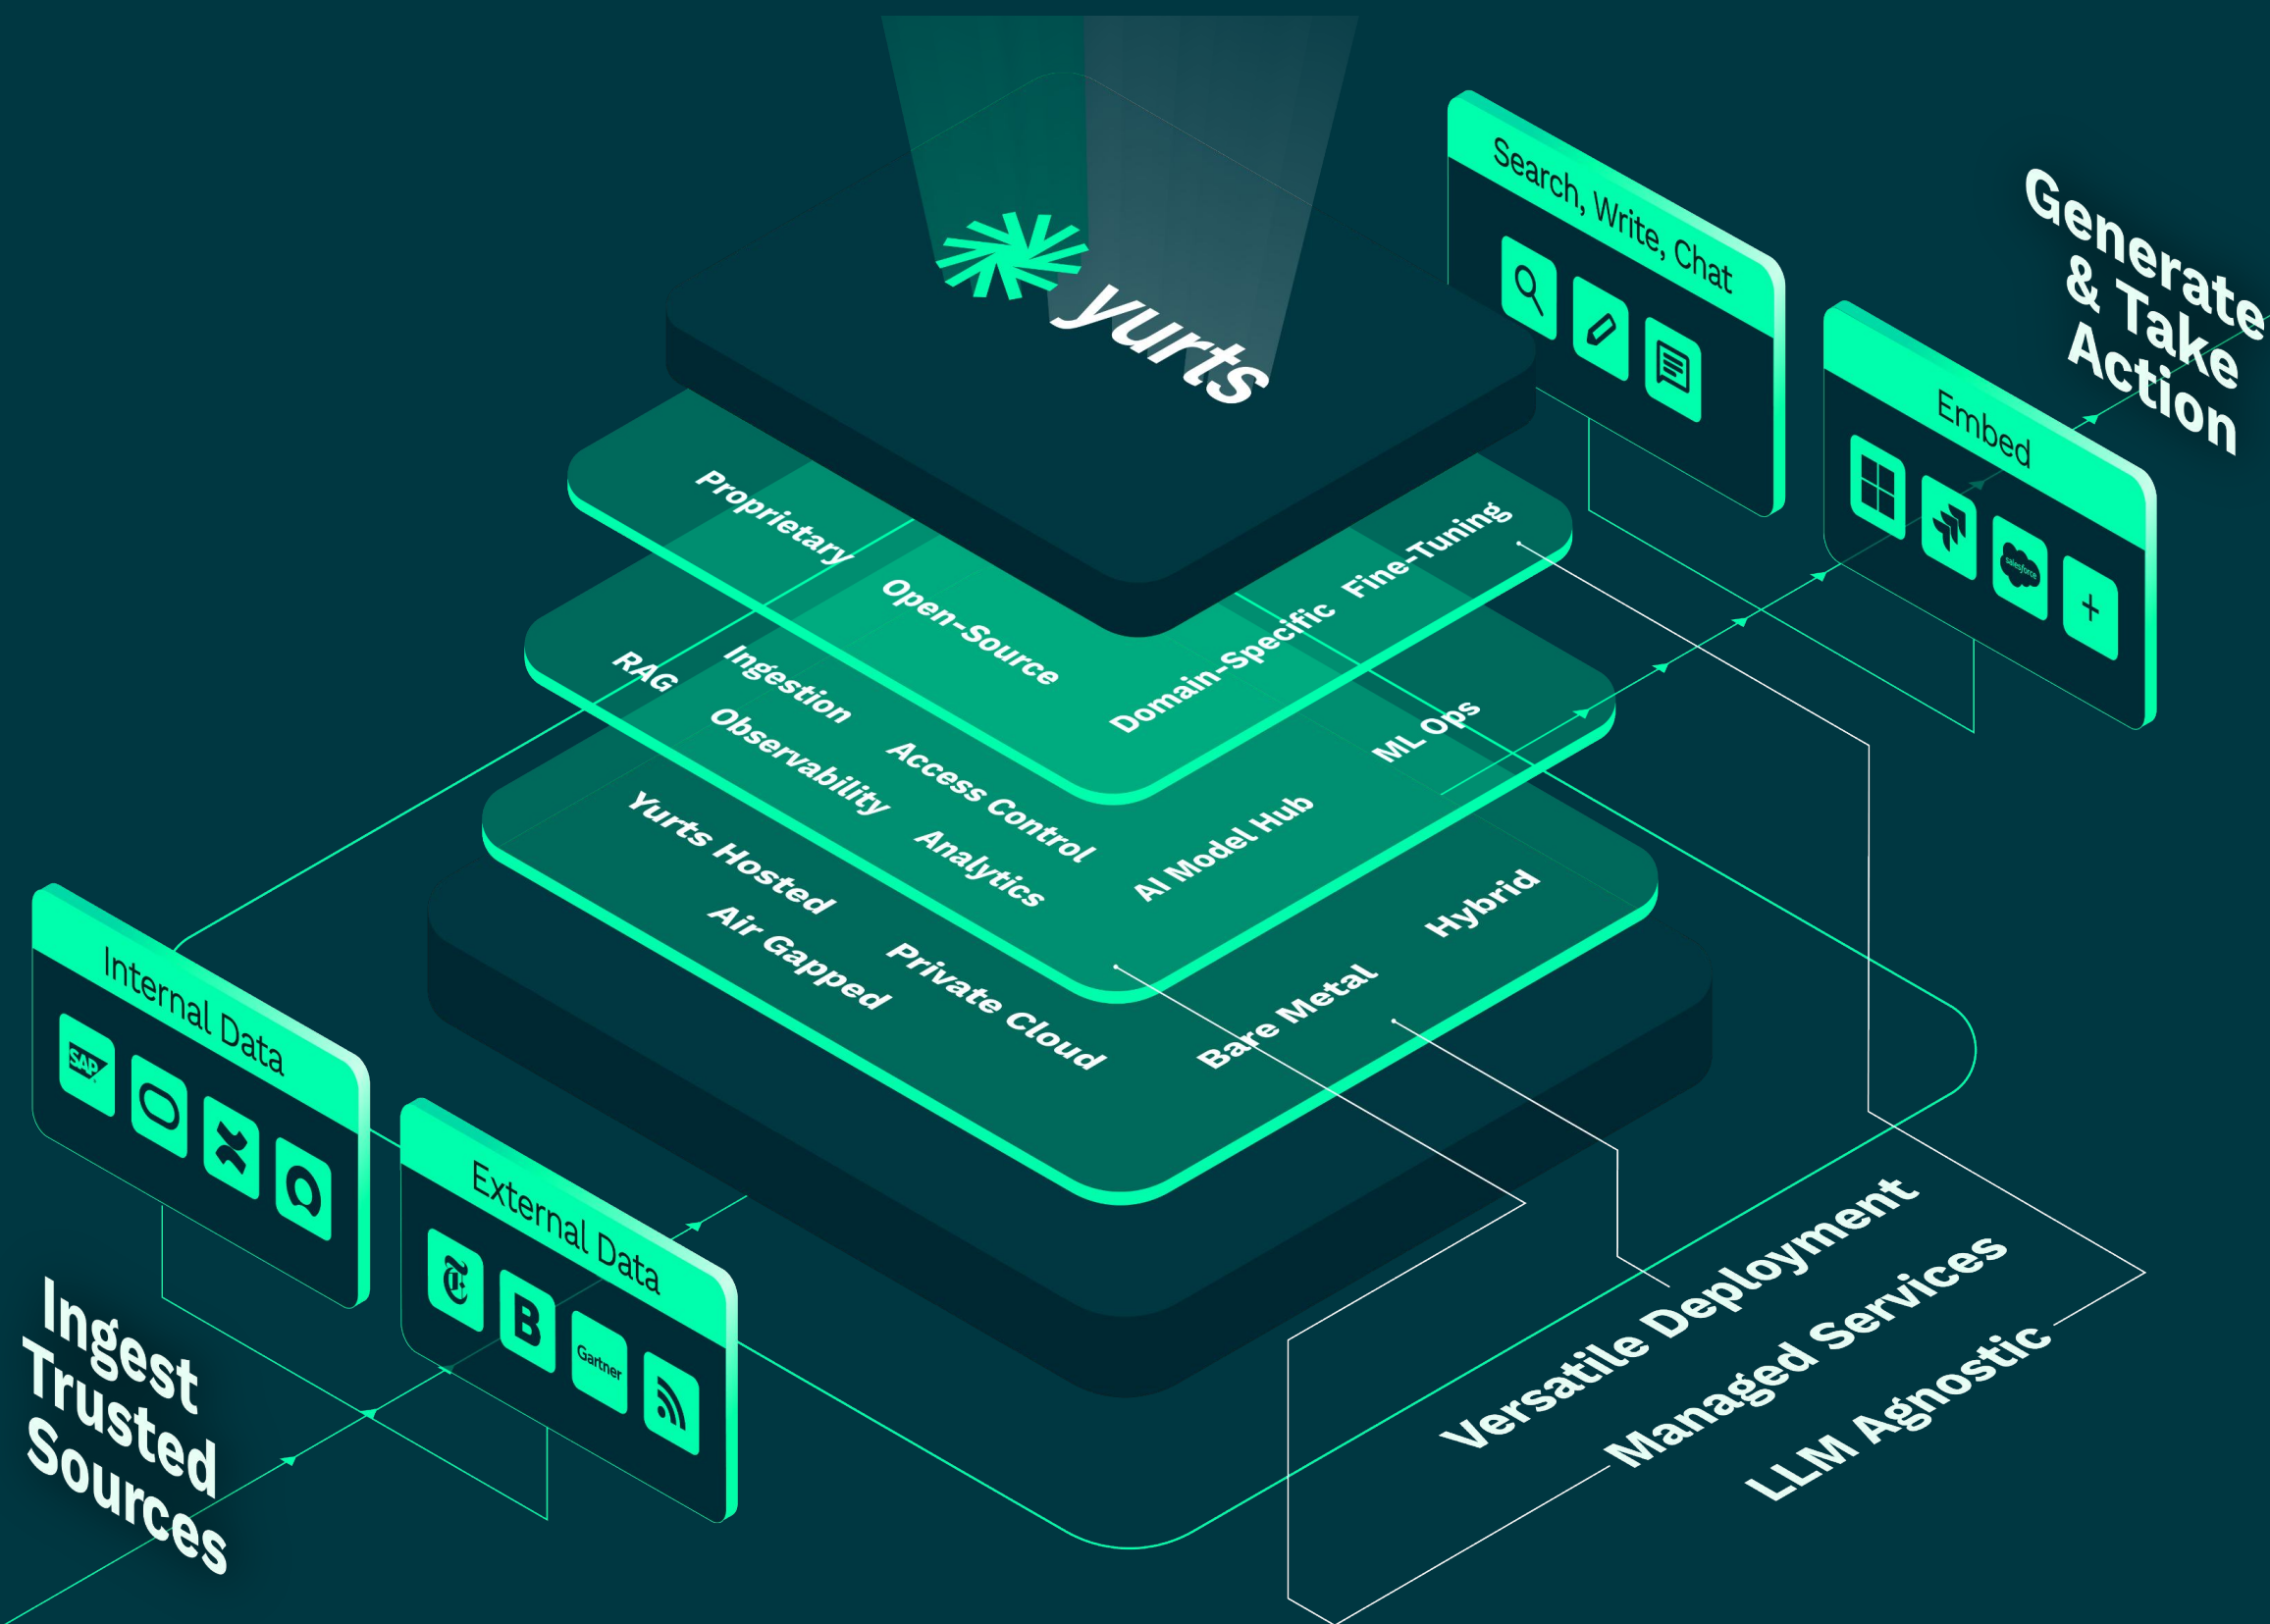 yurts
Search, Write, Chat
Generate
& Take
Action
Embed
salesforce
+
Proprietary
Open-Source
Domain-Specific
Fine-Tuning
RAG
Ingestion
Observability
Access Control
Analytics
AI Model Hub
ML Ops
Yurts Hosted
Air Gapped
Private Cloud
Bare Metal
Hybrid
Internal Data
SAP
External Data
B
Gartner
Ingest
Trusted
Sources
Versatile Deployment
Managed Services
LLM Agnostic